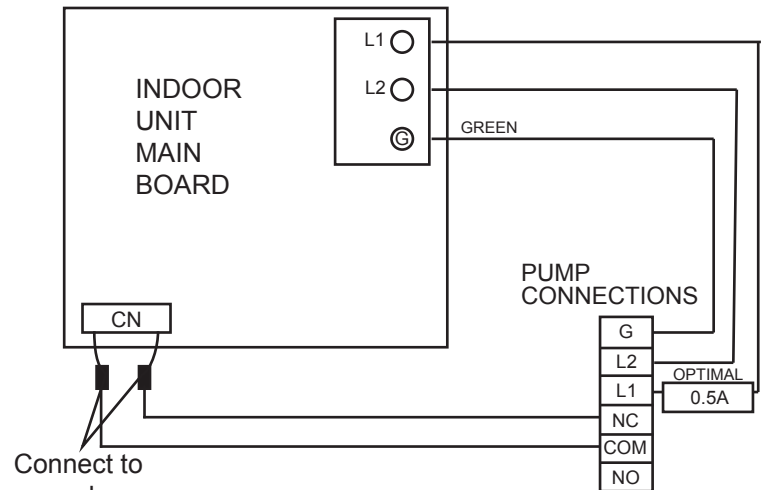 L1
L2
G
GREEN
INDOOR
UNIT
MAIN
BOARD
CN
PUMP
CONNECTIONS
G
L2
L1
OPTIMAL
0.5A
NC
COM
NO
Connect to